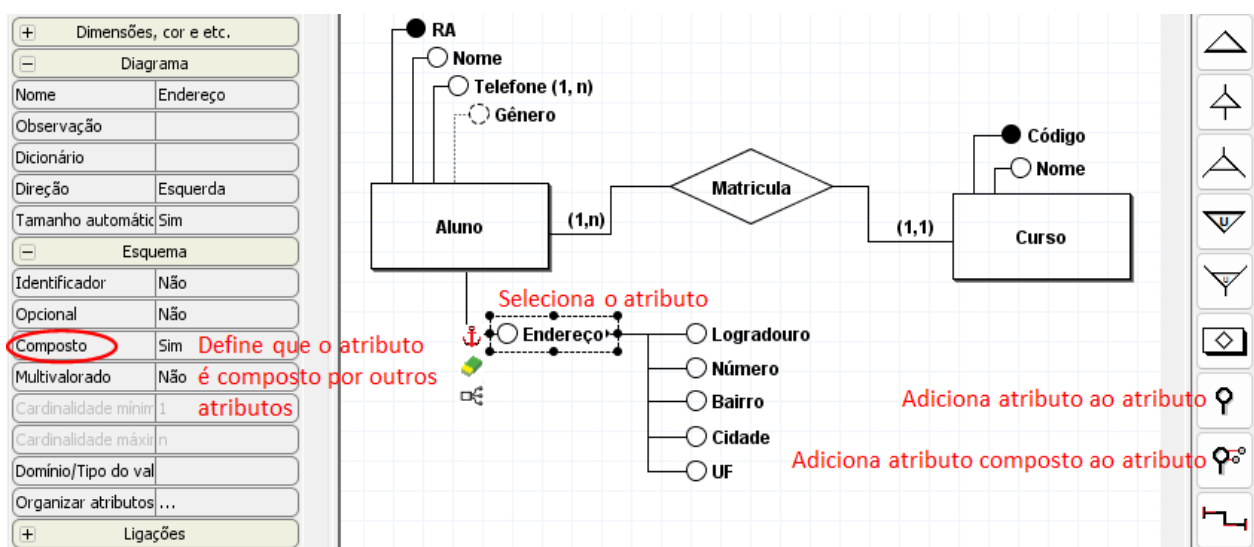 Dimensões, cor e etc.
Diagrama
Nome Endereço
Observação
Dicionário
Direção Esquerda
Tamanho automátic Sim
Esquema
Identificador Não
Opcional Não
Composto Sim
Multivalorado Não
Cardinalidade mínim 1
Cardinalidade máxin n
Domínio/Tipo do val
Organizar atributos ...
Ligações
Define que o atributo
é composto por outros
atributos
RA
Nome
Telefone (1, n)
Gênero
Aluno
(1,n)
Matricula
(1,1)
Código
Nome
Curso
Seleciona o atributo
Endereço
Logradouro
Número
Bairro
Cidade
UF
Adiciona atributo ao atributo
Adiciona atributo composto ao atributo
U
U